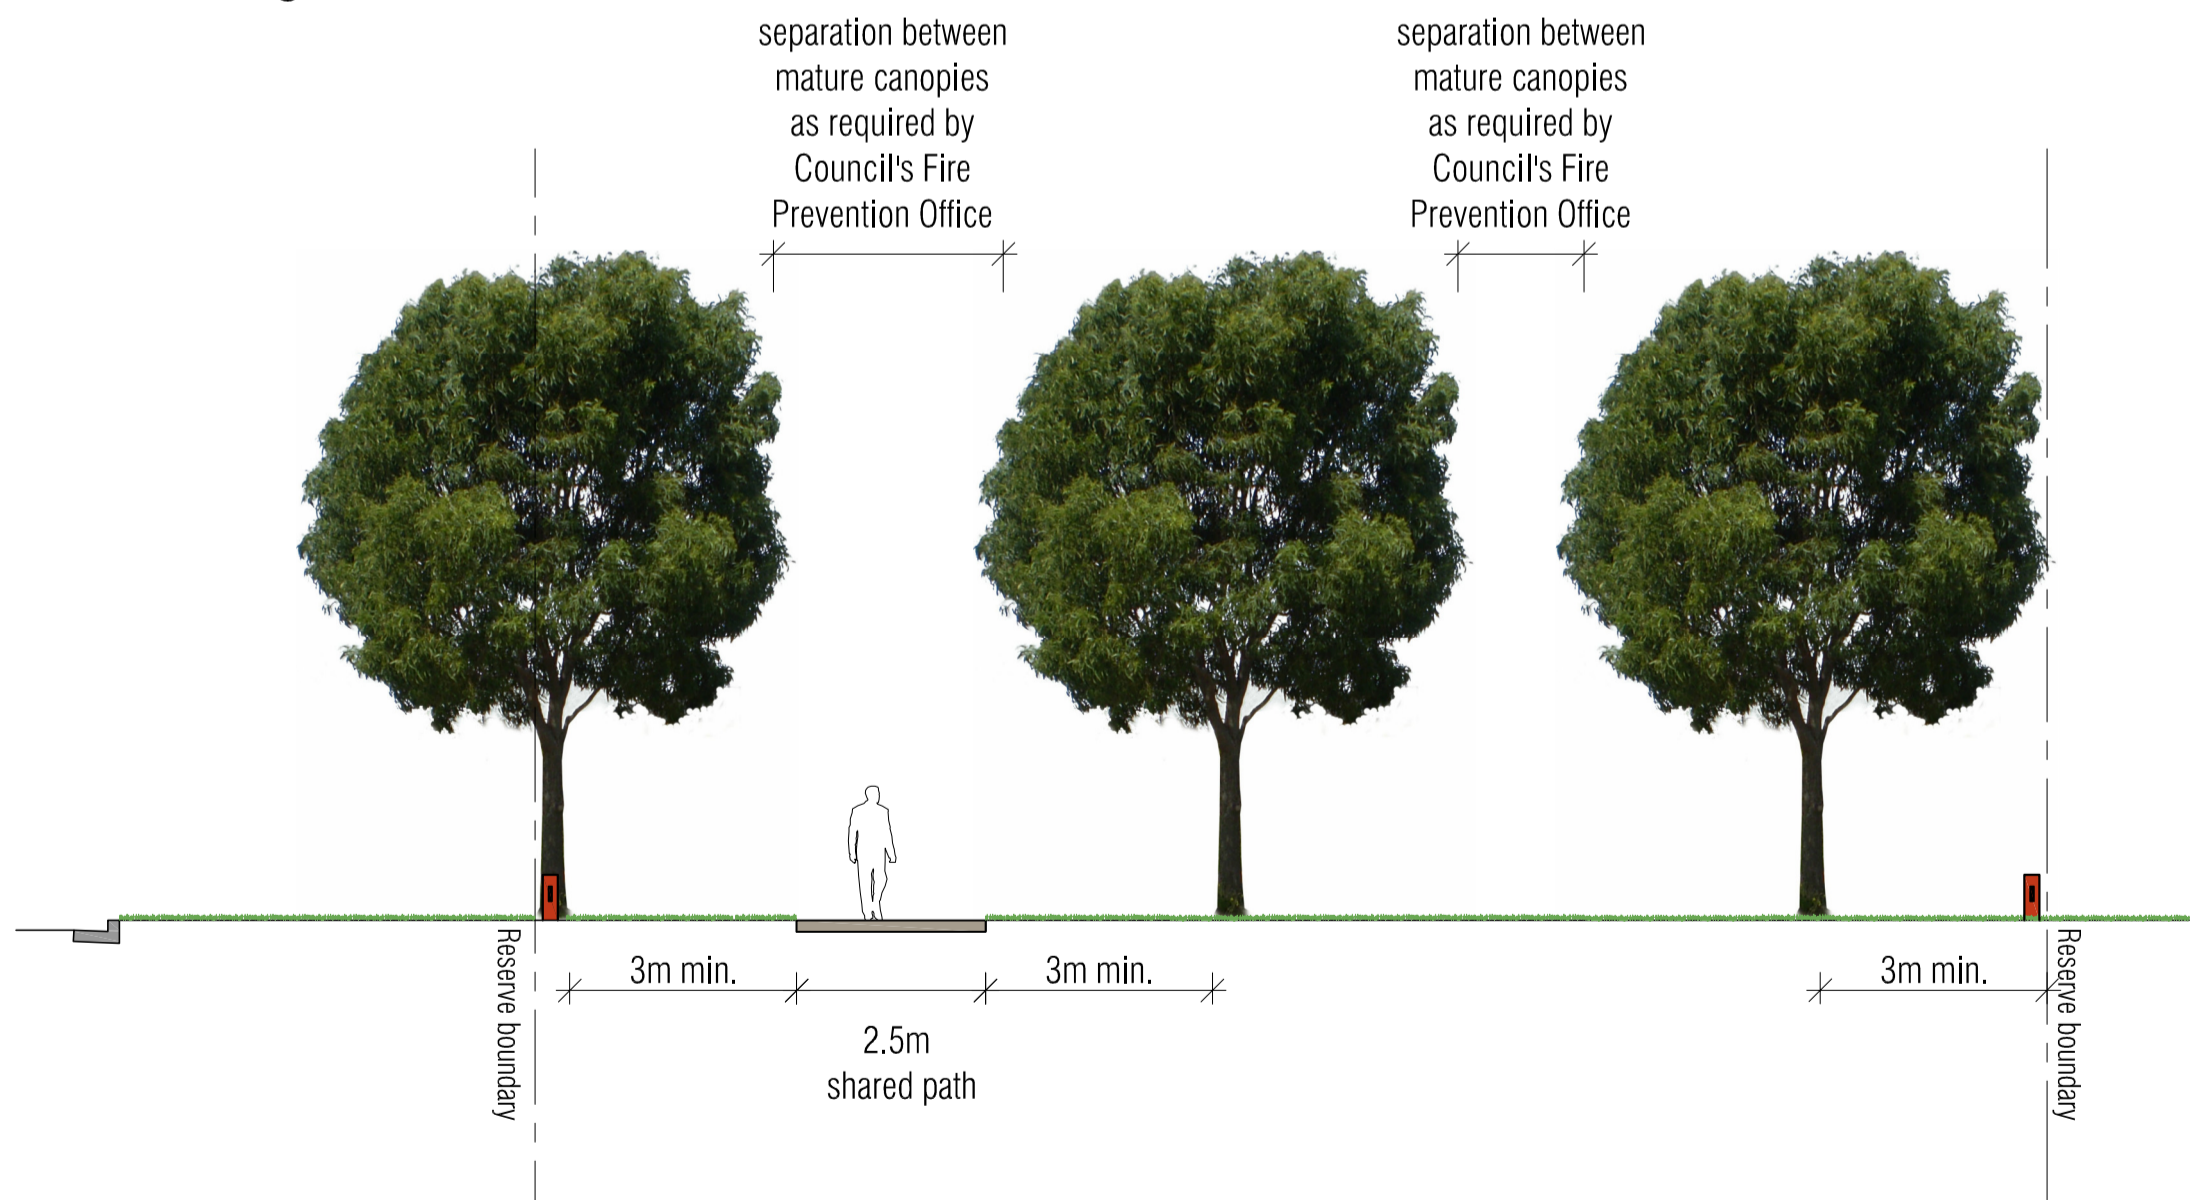 separation between
mature canopies
as required by
Council's Fire
Prevention Office
separation between
mature canopies
as required by
Council's Fire
Prevention Office
Reserve boundary
3m min.
3m min.
3m min.
Reserve boundary
2.5m
shared path